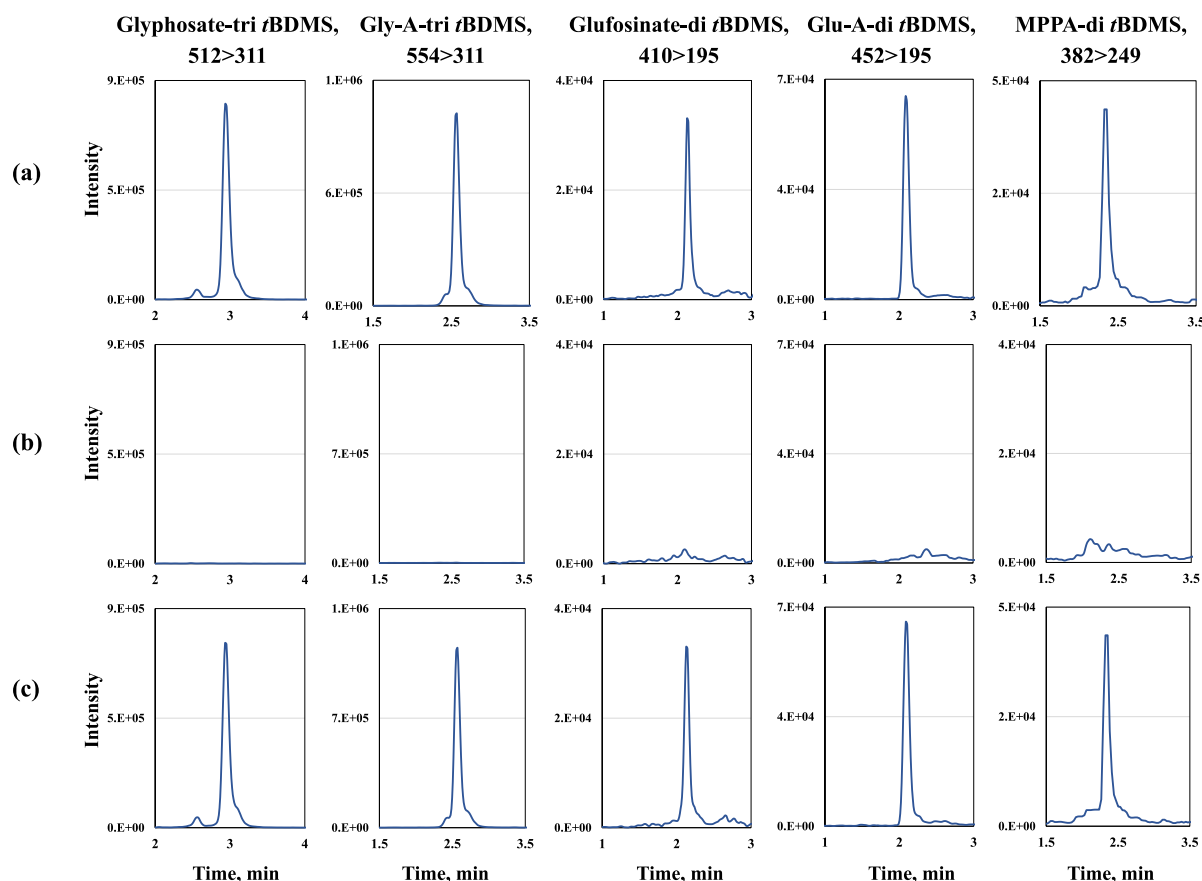 Glyphosate-tri tBDMS, Gly-A-tri tBDMS, Glufosinate-di tBDMS, Glu-A-di tBDMS, MPPA-di tBDMS,
512>311 554>311 410>195 452>195 382>249
(a)
Intensity
9.E+05 1.E+06 4.E+04 7.E+04 5.E+04
5.E+05 6.E+05 2.E+04 4.E+04 2.E+04
0.E+00 0.E+00 0.E+00 0.E+00 0.E+00
2 3 4 1.5 2.5 3.5 1 2 3 1 2 3 1.5 2.5 3.5
(b)
Intensity
9.E+05 1.E+06 4.E+04 7.E+04 4.E+04
5.E+05 7.E+05 2.E+04 4.E+04 2.E+04
0.E+00 0.E+00 0.E+00 0.E+00 0.E+00
2 3 4 1.5 2.5 3.5 1 2 3 1 2 3 1.5 2.5 3.5
(c)
Intensity
9.E+05 1.E+06 4.E+04 7.E+04 5.E+04
5.E+05 7.E+05 2.E+04 4.E+04 2.E+04
0.E+00 0.E+00 0.E+00 0.E+00 0.E+00
2 3 4 1.5 2.5 3.5 1 2 3 1 2 3 1.5 2.5 3.5
Time, min Time, min Time, min Time, min Time, min